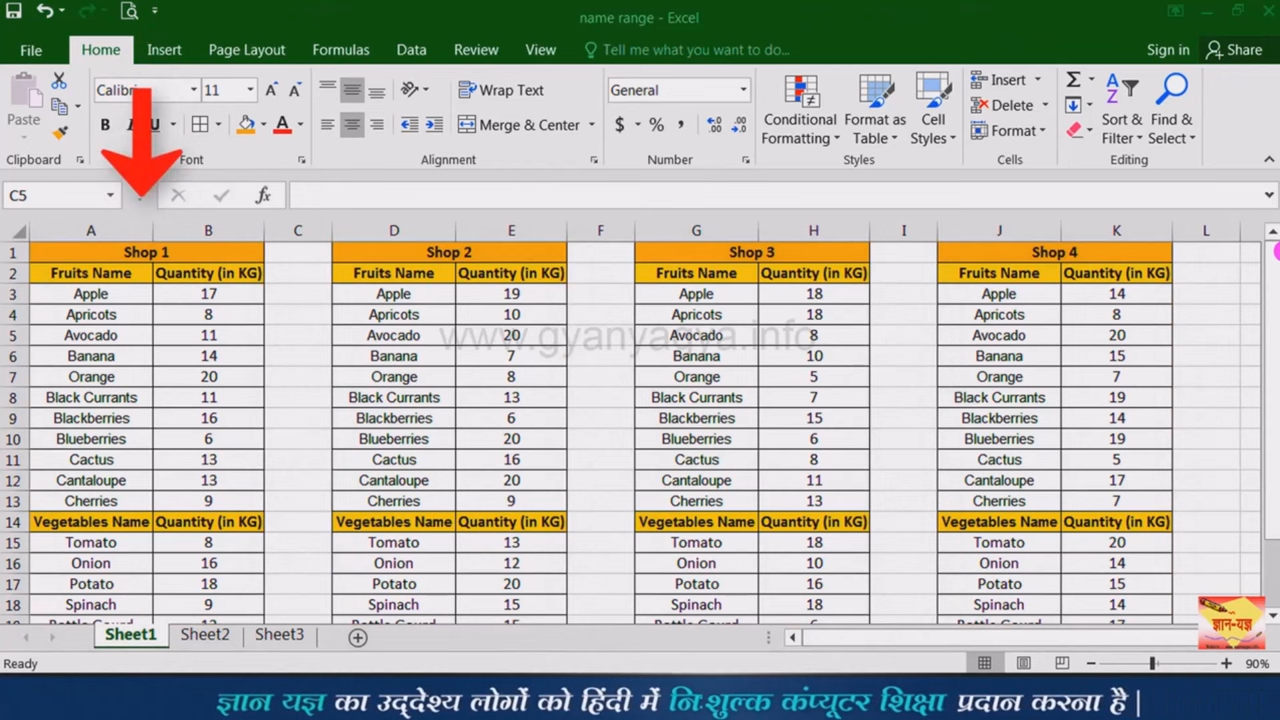 name range - Excel
File Home Insert Page Layout Formulas Data Review View Tell me what you want to do... Sign in Share
Calibri 11 Wrap Text General Insert
Paste B I U Merge & Center $ % , Conditional Formatting Format as Table Cell Styles Delete Format Sort & Filter Find & Select
Clipboard Font Alignment Number Styles Cells Editing
C5 fx
A B C D E F G H I J K L
1 Shop 1 Shop 2 Shop 3 Shop 4
2 Fruits Name Quantity (in KG) Fruits Name Quantity (in KG) Fruits Name Quantity (in KG) Fruits Name Quantity (in KG)
3 Apple 17 Apple 19 Apple 18 Apple 14
4 Apricots 8 Apricots 10 Apricots 18 Apricots 8
5 Avocado 11 Avocado 20 Avocado 8 Avocado 20
www.gyanyagya.info
6 Banana 14 Banana 7 Banana 10 Banana 15
7 Orange 20 Orange 8 Orange 5 Orange 7
8 Black Currants 11 Black Currants 13 Black Currants 7 Black Currants 19
9 Blackberries 16 Blackberries 6 Blackberries 15 Blackberries 14
10 Blueberries 6 Blueberries 20 Blueberries 6 Blueberries 19
11 Cactus 13 Cactus 16 Cactus 8 Cactus 5
12 Cantaloupe 13 Cantaloupe 20 Cantaloupe 11 Cantaloupe 17
13 Cherries 9 Cherries 9 Cherries 13 Cherries 7
14 Vegetables Name Quantity (in KG) Vegetables Name Quantity (in KG) Vegetables Name Quantity (in KG) Vegetables Name Quantity (in KG)
15 Tomato 8 Tomato 13 Tomato 18 Tomato 20
16 Onion 16 Onion 12 Onion 10 Onion 14
17 Potato 18 Potato 20 Potato 16 Potato 15
18 Spinach 9 Spinach 15 Spinach 18 Spinach 14
ज्ञान-यज्ञ
Sheet1 Sheet2 Sheet3
Ready 90%
ज्ञान यज्ञ का उद्देश्य लोगों को हिंदी में निःशुल्क कंप्यूटर शिक्षा प्रदान करना है |